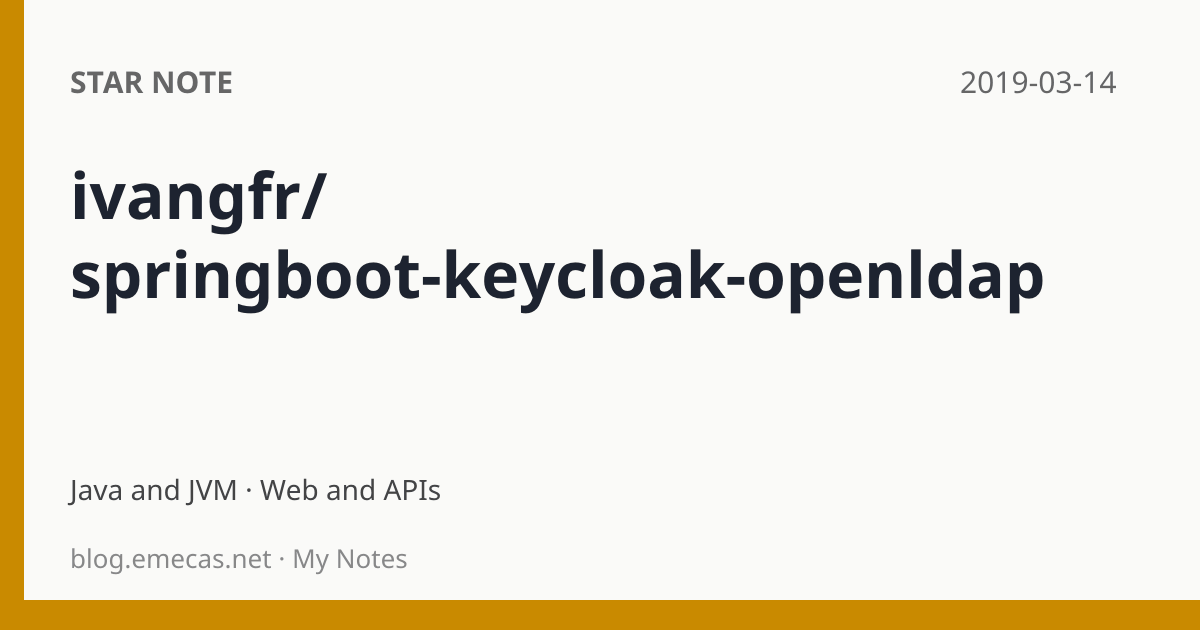 STAR NOTE
2019-03-14
ivangfr/
springboot-keycloak-openldap
Java and JVM · Web and APIs
blog.emecas.net · My Notes